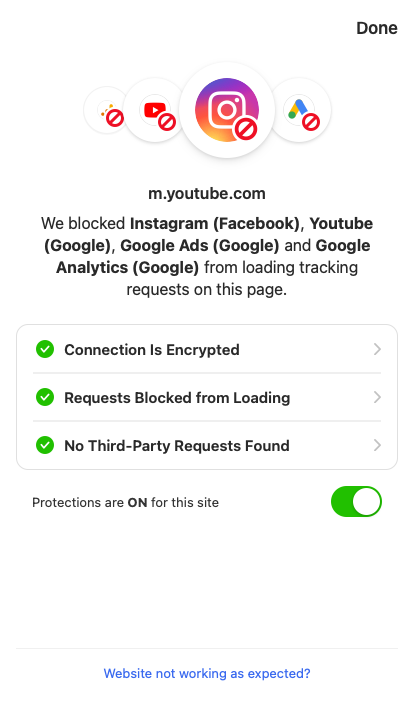 Done
m.youtube.com
We blocked Instagram (Facebook), Youtube
(Google), Google Ads (Google) and Google
Analytics (Google) from loading tracking
requests on this page.
Connection Is Encrypted
Requests Blocked from Loading
No Third-Party Requests Found
Protections are ON for this site
Website not working as expected?